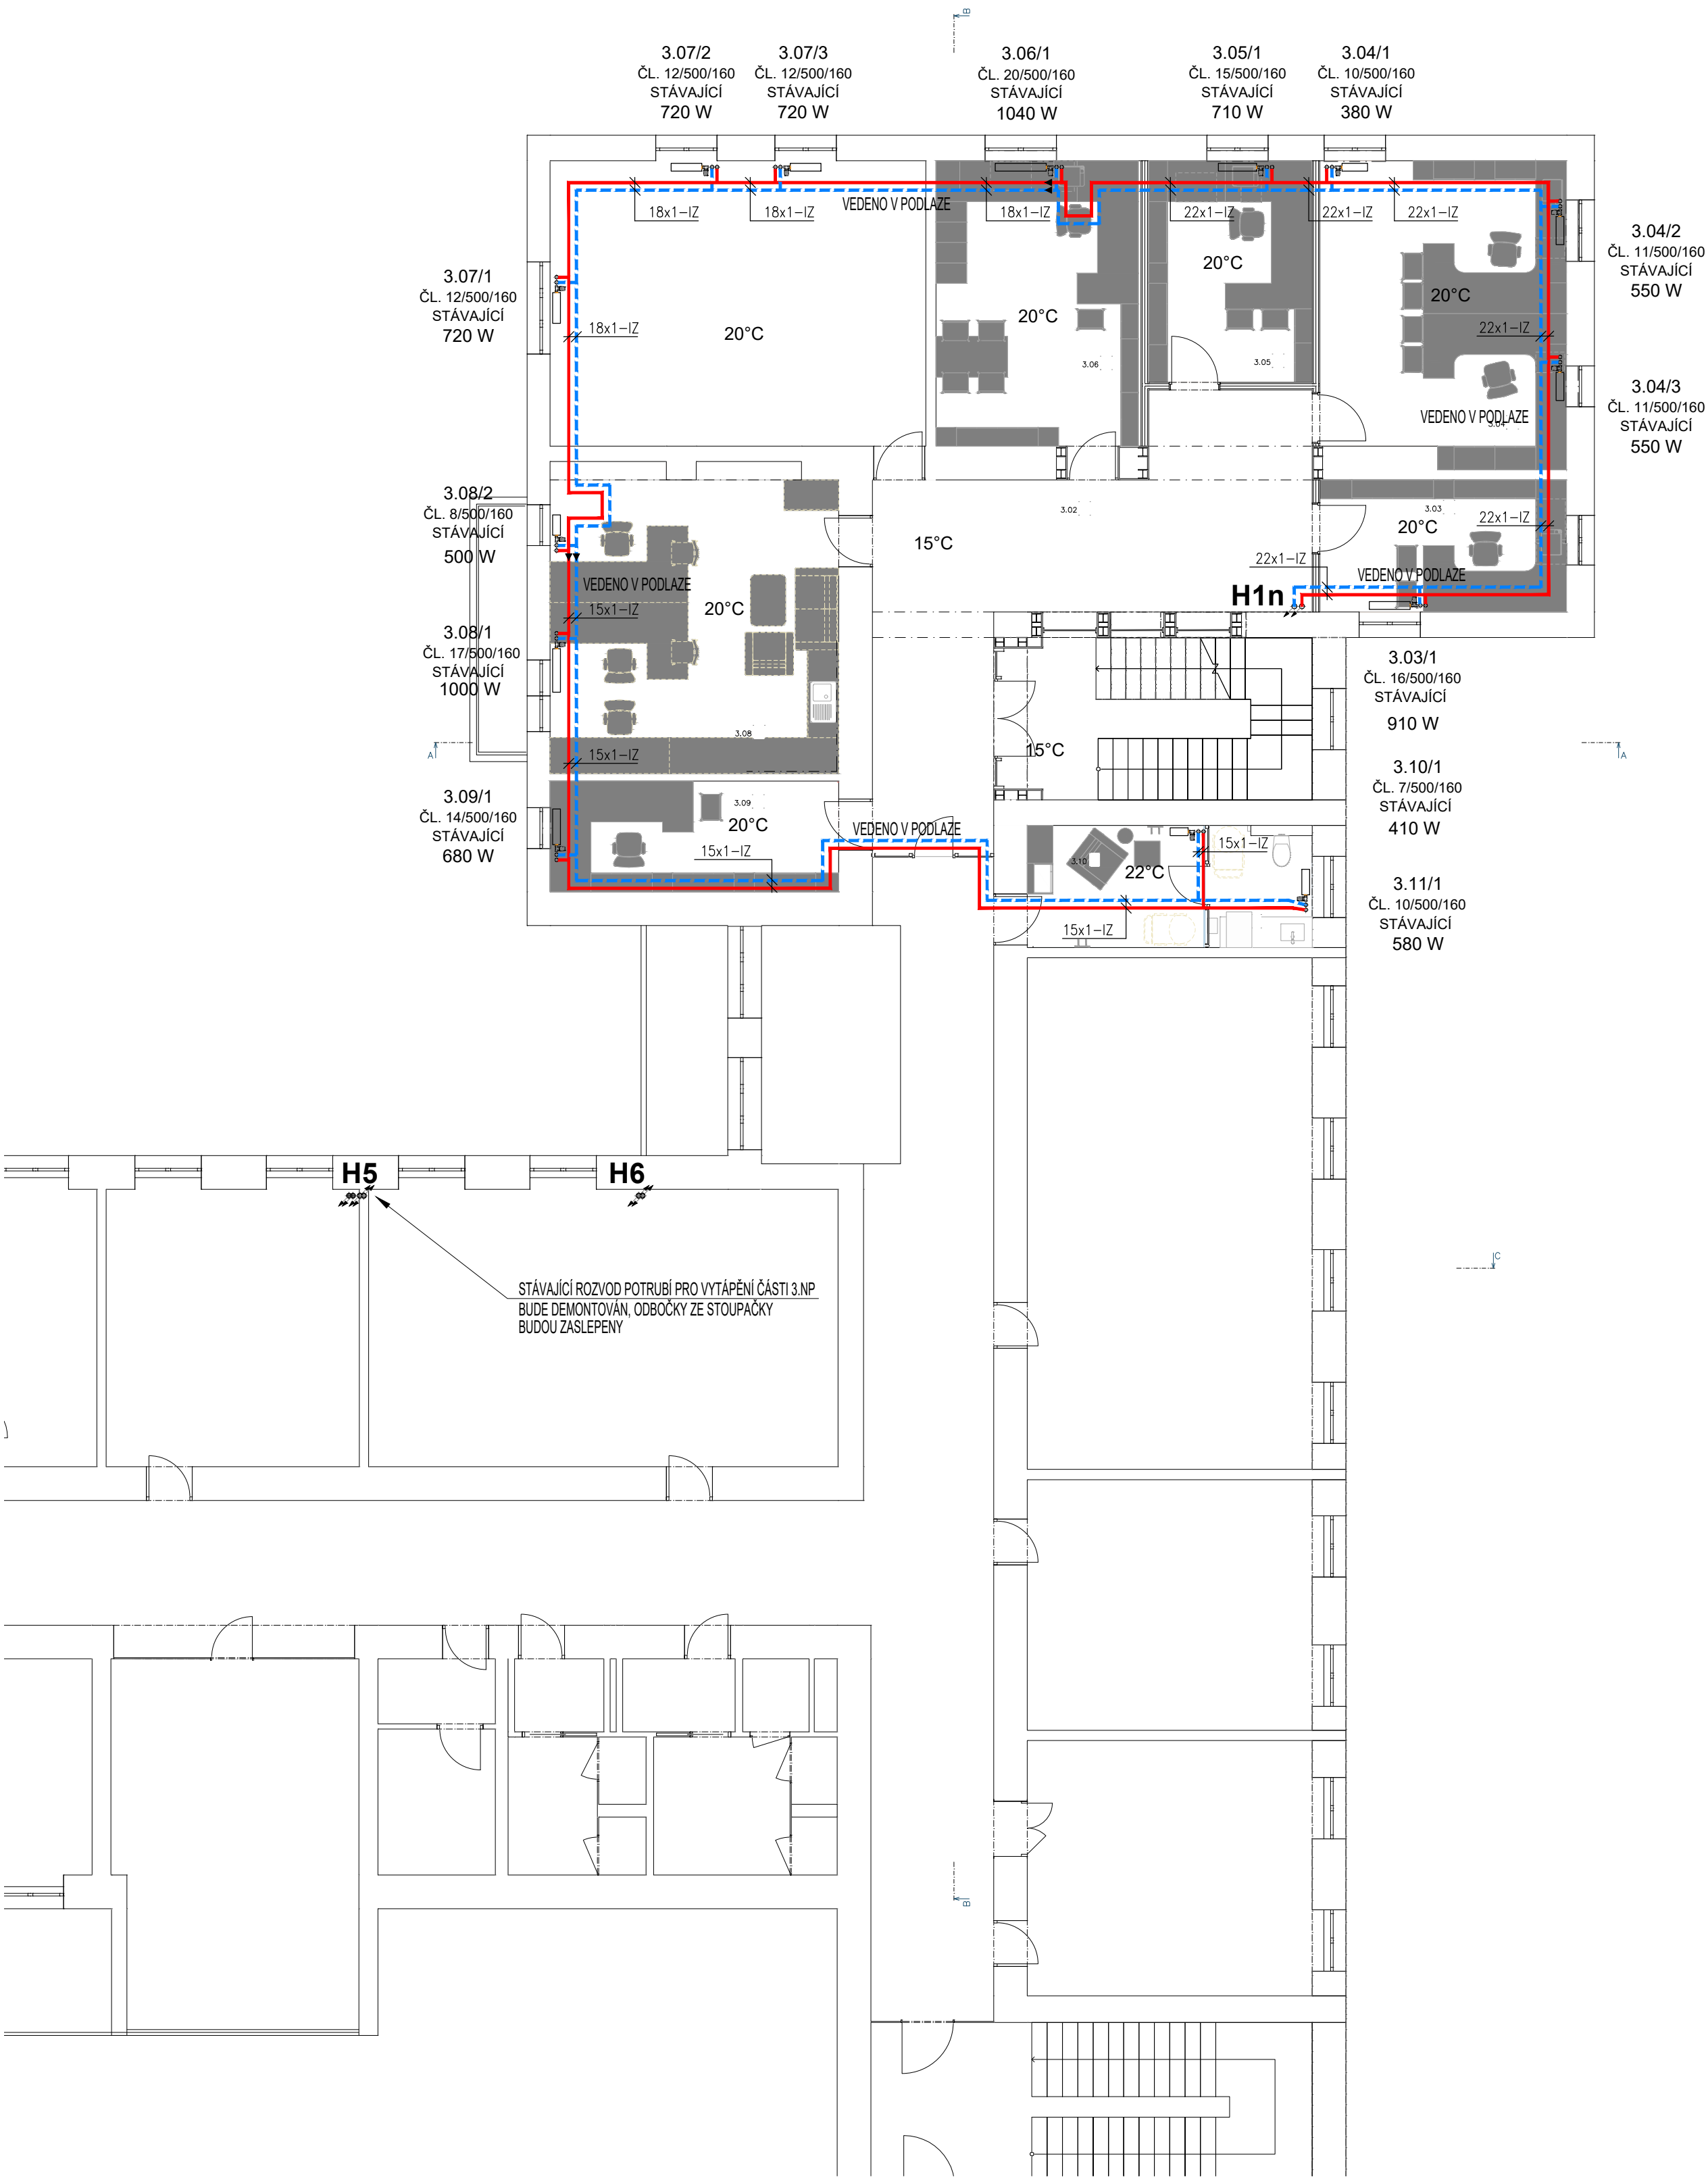 B
3.07/2
ČL. 12/500/160
STÁVAJÍCÍ
720 W
3.07/3
ČL. 12/500/160
STÁVAJÍCÍ
720 W
3.06/1
ČL. 20/500/160
STÁVAJÍCÍ
1040 W
3.05/1
ČL. 15/500/160
STÁVAJÍCÍ
710 W
3.04/1
ČL. 10/500/160
STÁVAJÍCÍ
380 W
18x1-IZ
18x1-IZ
VEDENO V PODLAZE
18x1-IZ
22x1-IZ
22x1-IZ
22x1-IZ
3.04/2
ČL. 11/500/160
STÁVAJÍCÍ
550 W
3.07/1
ČL. 12/500/160
STÁVAJÍCÍ
720 W
18x1-IZ
20°C
20°C
3.06
20°C
3.05
20°C
22x1-IZ
VEDENO V PODLAZE
3.04
3.04/3
ČL. 11/500/160
STÁVAJÍCÍ
550 W
3.08/2
ČL. 8/500/160
STÁVAJÍCÍ
500 W
VEDENO V PODLAZE
15x1-IZ
20°C
15°C
3.02
3.03
20°C
22x1-IZ
22x1-IZ
VEDENO V PODLAZE
H1n
3.08/1
ČL. 17/500/160
STÁVAJÍCÍ
1000 W
3.08
15x1-IZ
15°C
3.03/1
ČL. 16/500/160
STÁVAJÍCÍ
910 W
A
A
3.10/1
ČL. 7/500/160
STÁVAJÍCÍ
410 W
3.09/1
ČL. 14/500/160
STÁVAJÍCÍ
680 W
3.09
20°C
15x1-IZ
VEDENO V PODLAZE
3.10
22°C
15x1-IZ
15x1-IZ
3.11/1
ČL. 10/500/160
STÁVAJÍCÍ
580 W
H5
H6
C
STÁVAJÍCÍ ROZVOD POTRUBÍ PRO VYTÁPĚNÍ ČÁSTI 3.NP
BUDE DEMONTOVÁN, ODBOČKY ZE STOUPAČKY
BUDOU ZASLEPENY
B